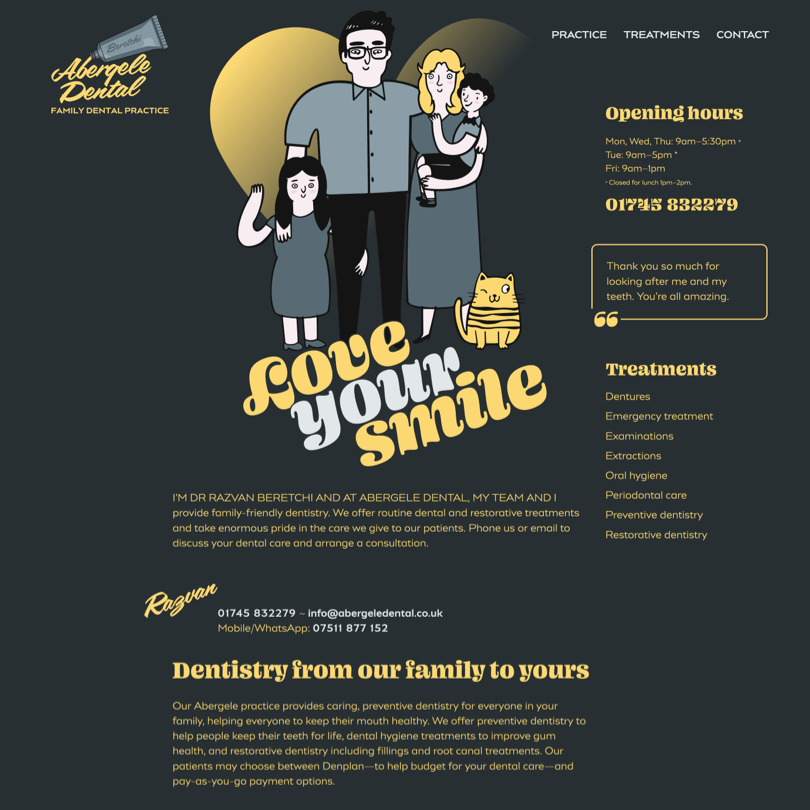 Beretchi
Abergele
Dental
FAMILY DENTAL PRACTICE
PRACTICE
TREATMENTS
CONTACT
Opening hours
Mon, Wed, Thu: 9am–5:30pm *
Tue: 9am–5pm *
Fri: 9am–1pm
* Closed for lunch 1pm–2pm.
01745 832279
Thank you so much for
looking after me and my
teeth. You're all amazing.
“
Treatments
Dentures
Emergency treatment
Examinations
Extractions
Oral hygiene
Periodontal care
Preventive dentistry
Restorative dentistry
Love
your
smile
I'M DR RAZVAN BERETCHI AND AT ABERGELE DENTAL, MY TEAM AND I
provide family-friendly dentistry. We offer routine dental and restorative treatments
and take enormous pride in the care we give to our patients. Phone us or email to
discuss your dental care and arrange a consultation.
Razvan
01745 832279 ~ info@abergeledental.co.uk
Mobile/WhatsApp: 07511 877 152
Dentistry from our family to yours
Our Abergele practice provides caring, preventive dentistry for everyone in your
family, helping everyone to keep their mouth healthy. We offer preventive dentistry to
help people keep their teeth for life, dental hygiene treatments to improve gum
health, and restorative dentistry including fillings and root canal treatments. Our
patients may choose between Denplan—to help budget for your dental care—and
pay-as-you-go payment options.